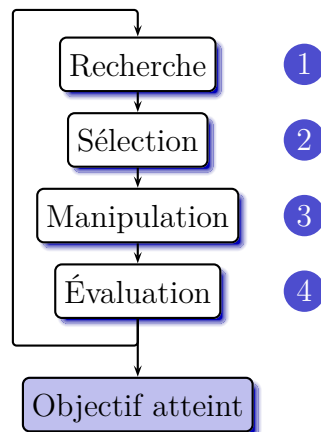 Recherche 1
Sélection 2
Manipulation 3
Évaluation 4
Objectif atteint